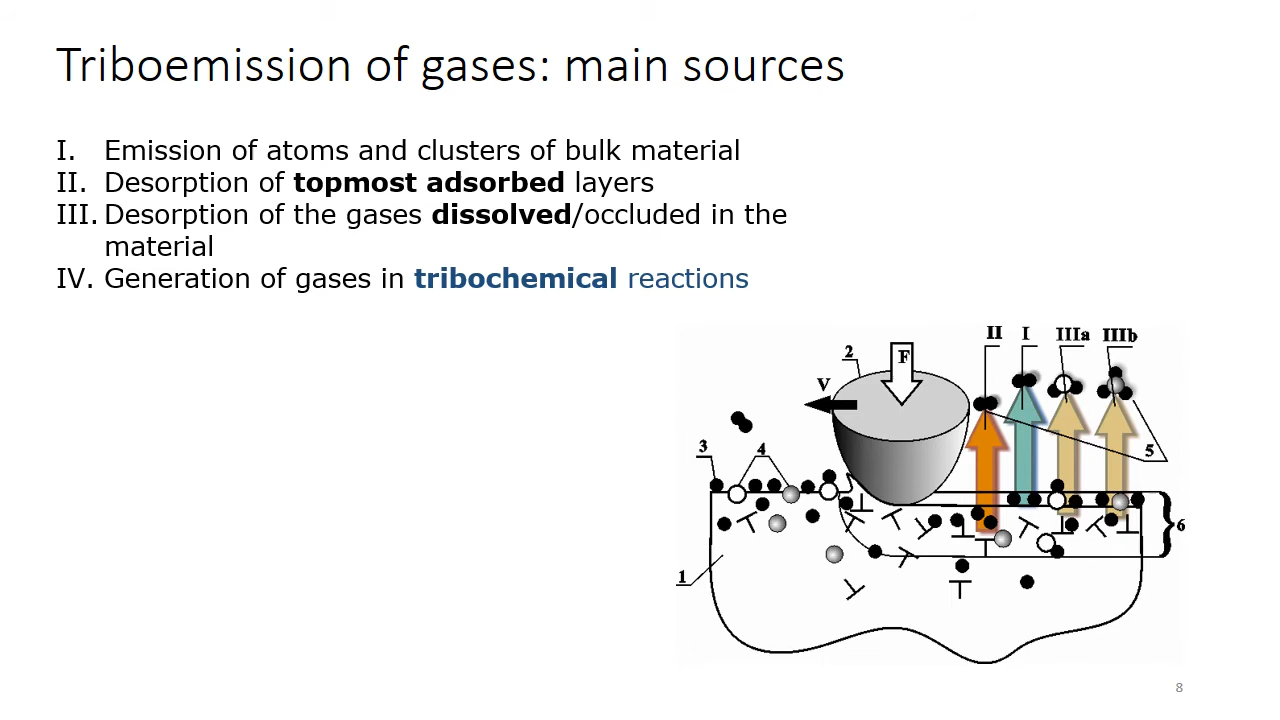 Triboemission of gases: main sources
I. Emission of atoms and clusters of bulk material
II. Desorption of topmost adsorbed layers
III. Desorption of the gases dissolved/occluded in the
material
IV. Generation of gases in tribochemical reactions
II I IIIa IIIb
2 F
V
3 4 5
6
1
8